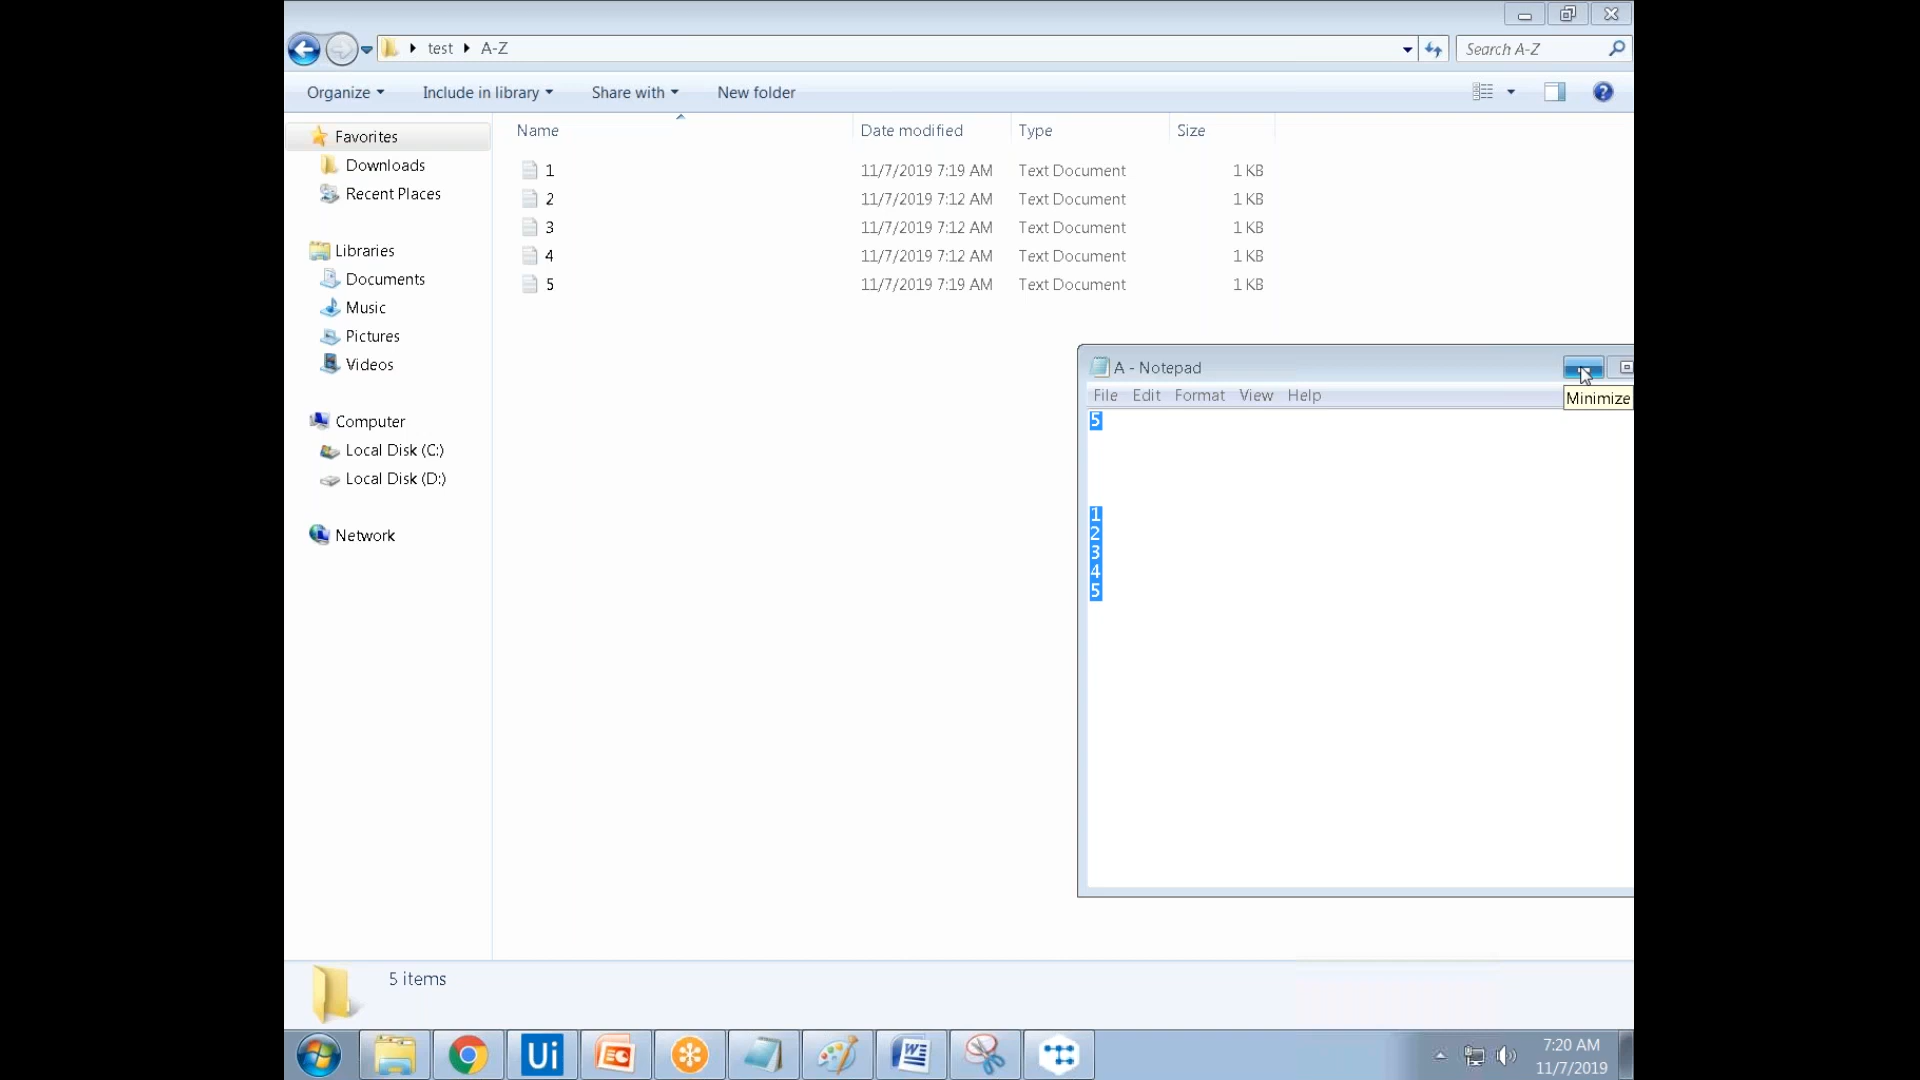 test A-Z
Search A-Z
Organize Include in library Share with New folder
Name Date modified Type Size
Favorites
Downloads
Recent Places
Libraries
Documents
Music
Pictures
Videos
Computer
Local Disk (C:)
Local Disk (D:)
Network
1 11/7/2019 7:19 AM Text Document 1 KB
2 11/7/2019 7:12 AM Text Document 1 KB
3 11/7/2019 7:12 AM Text Document 1 KB
4 11/7/2019 7:12 AM Text Document 1 KB
5 11/7/2019 7:19 AM Text Document 1 KB
A - Notepad
File Edit Format View Help
Minimize
5
1
2
3
4
5
5 items
Ui
7:20 AM
11/7/2019